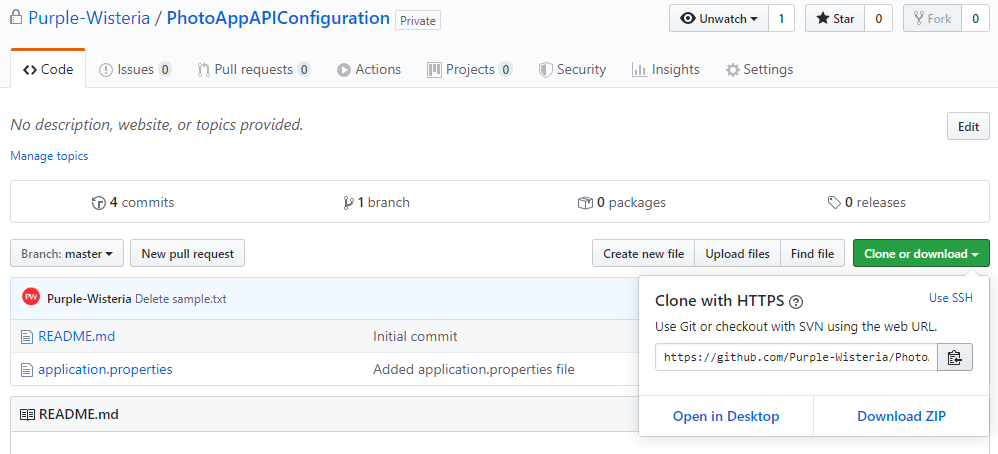 Purple-Wisteria / PhotoAppAPIConfiguration Private Unwatch 1 Star 0 Fork 0
Code Issues 0 Pull requests 0 Actions Projects 0 Security Insights Settings
No description, website, or topics provided. Edit
Manage topics
4 commits 1 branch 0 packages 0 releases
Branch: master New pull request Create new file Upload files Find file Clone or download
PW Purple-Wisteria Delete sample.txt
Clone with HTTPS ? Use SSH
Use Git or checkout with SVN using the web URL.
https://github.com/Purple-Wisteria/PhotoA
Open in Desktop Download ZIP
README.md Initial commit
application.properties Added application.properties file
README.md